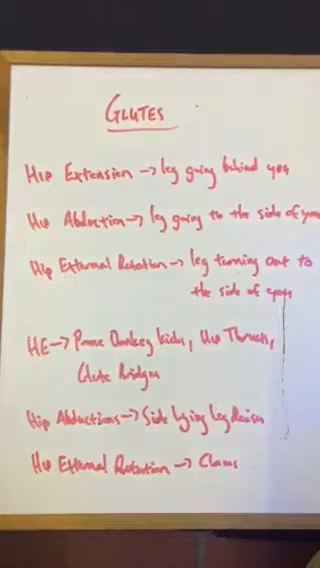 GLUTES
Hip Extension → leg going behind you
Hip Abduction → leg going to the side of you
Hip External Rotation → leg turning out to
the side of you
HE → Prone Donkey kicks, Hip Thrusts,
Glute Bridges
Hip Abductions → Side lying Leg Raises
Hip External Rotation → Clams